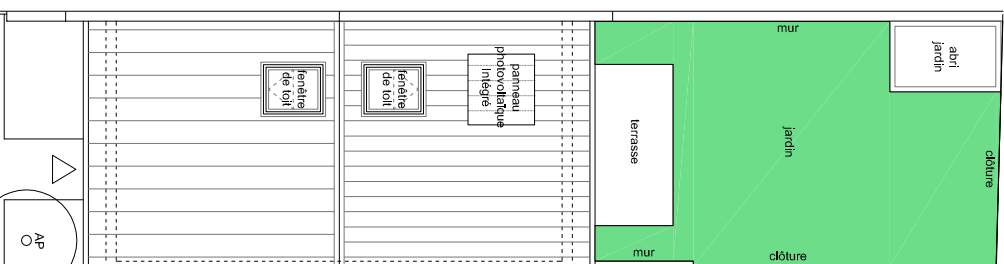 fenêtre
de toit
fenêtre
de toit
panneau
photovoltaïque
Intégré
mur
abri
jardin
terrasse
jardin
clôture
AP
mur
clôture